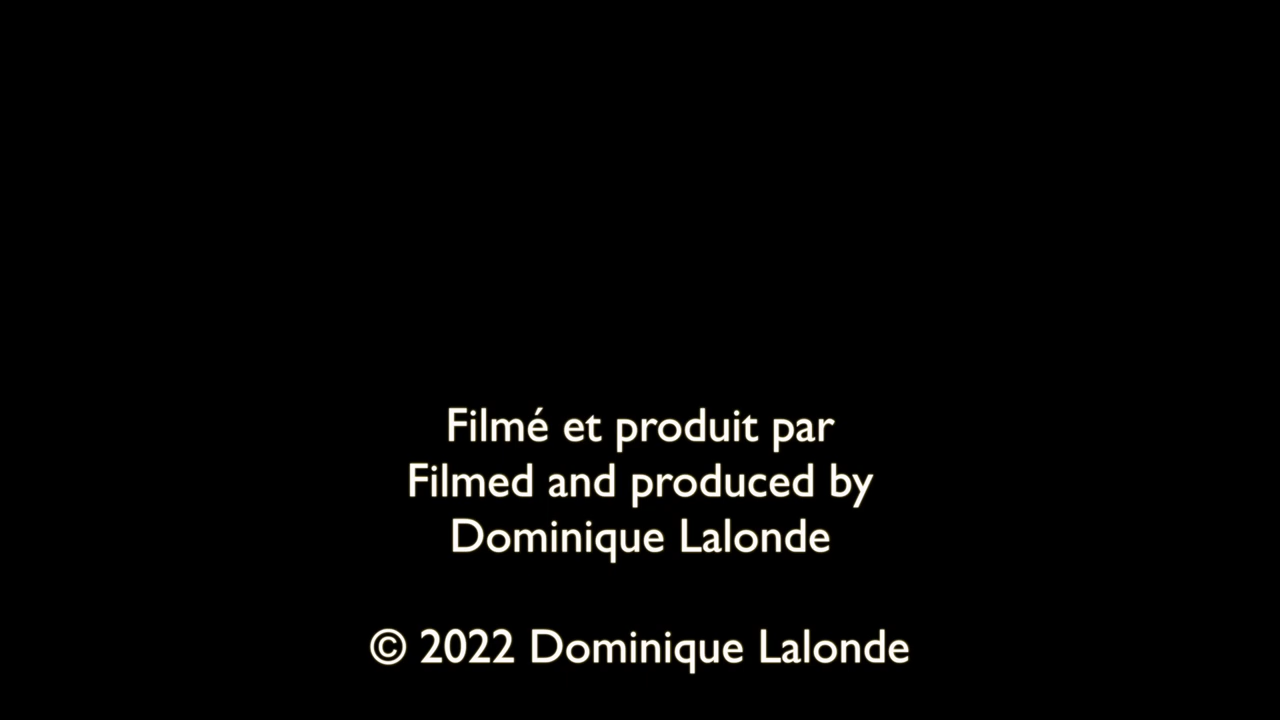 Filmé et produit par
Filmed and produced by
Dominique Lalonde
© 2022 Dominique Lalonde